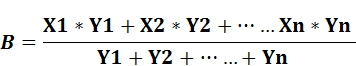 B = X1 * Y1 + X2 * Y2 + ⋯ … Xn * Yn
Y1 + Y2 + ⋯ … + Yn